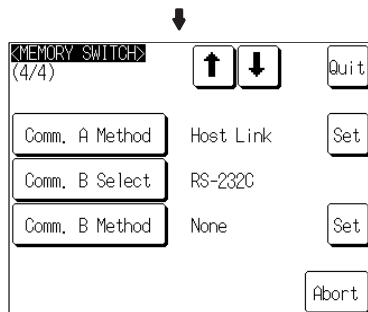 <MEMORY SWITCH>
(4/4)
Quit
Comm. A Method Host Link Set
Comm. B Select RS-232C
Comm. B Method None Set
Abort